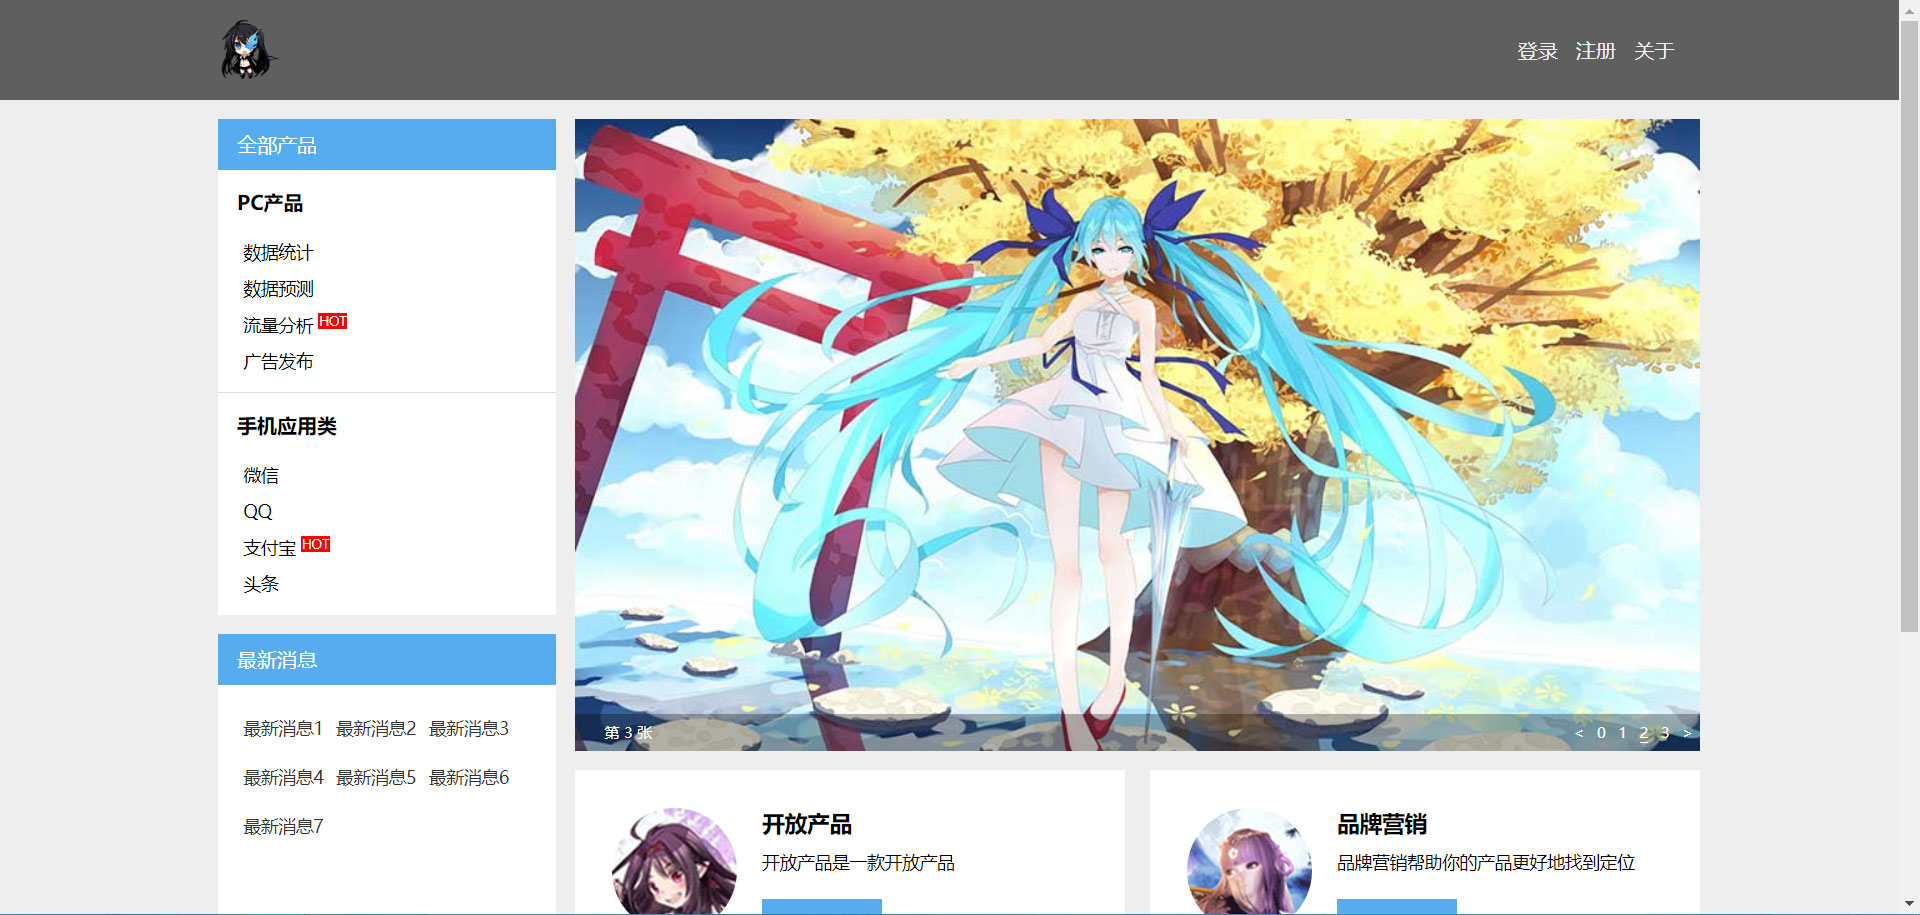 登录 注册 关于
全部产品
PC产品
数据统计
数据预测
流量分析 HOT
广告发布
手机应用类
微信
QQ
支付宝 HOT
头条
最新消息
最新消息1 最新消息2 最新消息3
最新消息4 最新消息5 最新消息6
最新消息7
第 3 张
< 0 1 2 3 >
开放产品
开放产品是一款开放产品
品牌营销
品牌营销帮助你的产品更好地找到定位